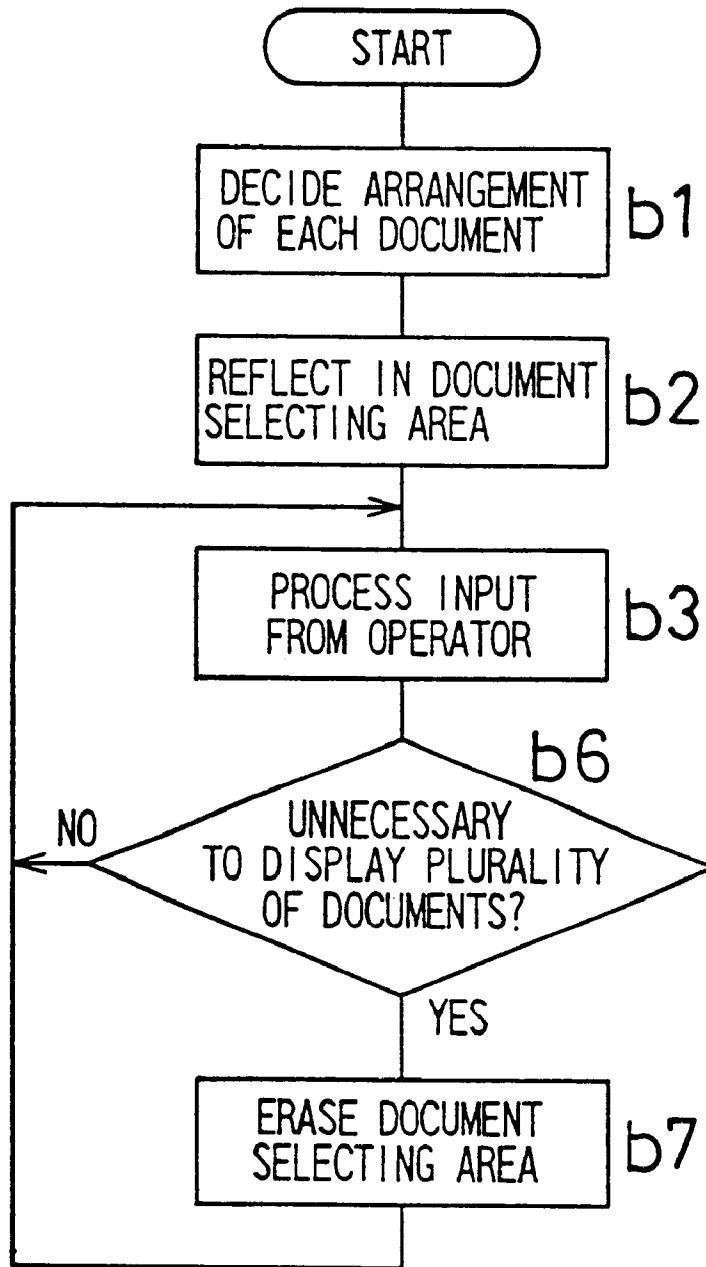 START
DECIDE ARRANGEMENT
OF EACH DOCUMENT
b1
REFLECT IN DOCUMENT
SELECTING AREA
b2
PROCESS INPUT
FROM OPERATOR
b3
b6
UNNECESSARY
TO DISPLAY PLURALITY
OF DOCUMENTS?
NO
YES
ERASE DOCUMENT
SELECTING AREA
b7